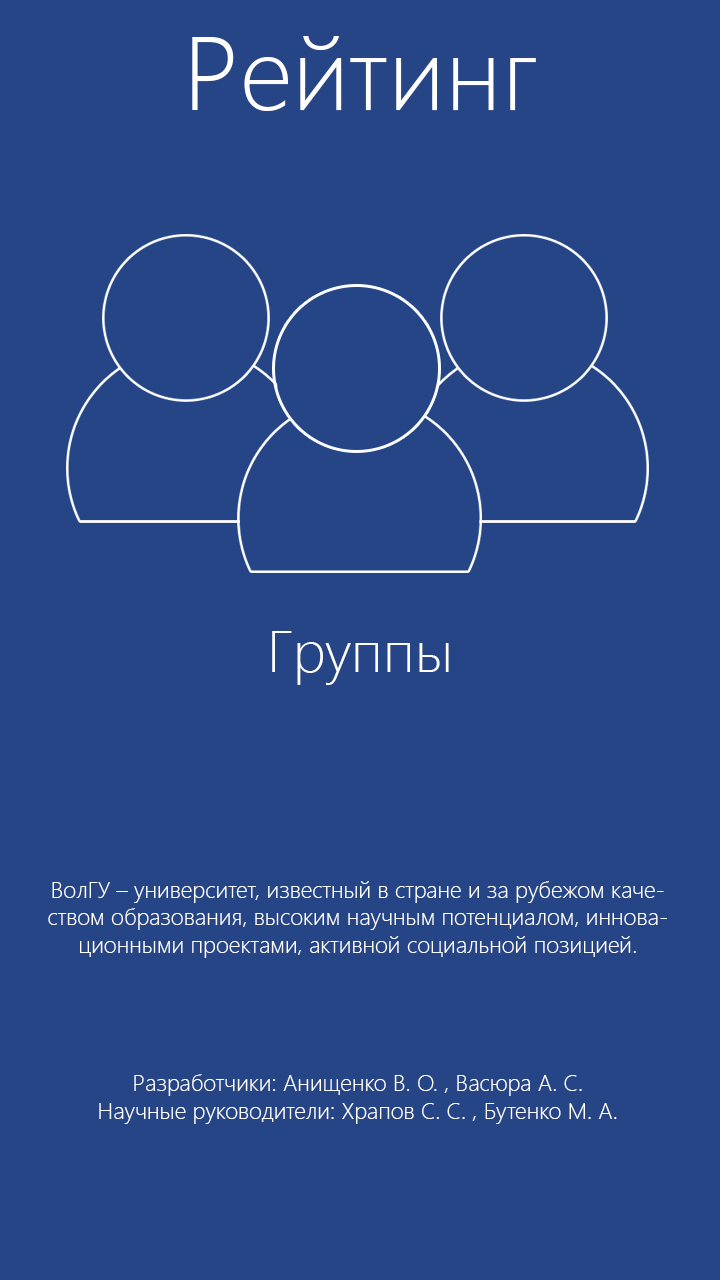 Рейтинг
Группы
ВолГУ – университет, известный в стране и за рубежом каче-
ством образования, высоким научным потенциалом, иннова-
ционными проектами, активной социальной позицией.
Разработчики: Анищенко В. О. , Васюра А. С.
Научные руководители: Храпов С. С. , Бутенко М. А.